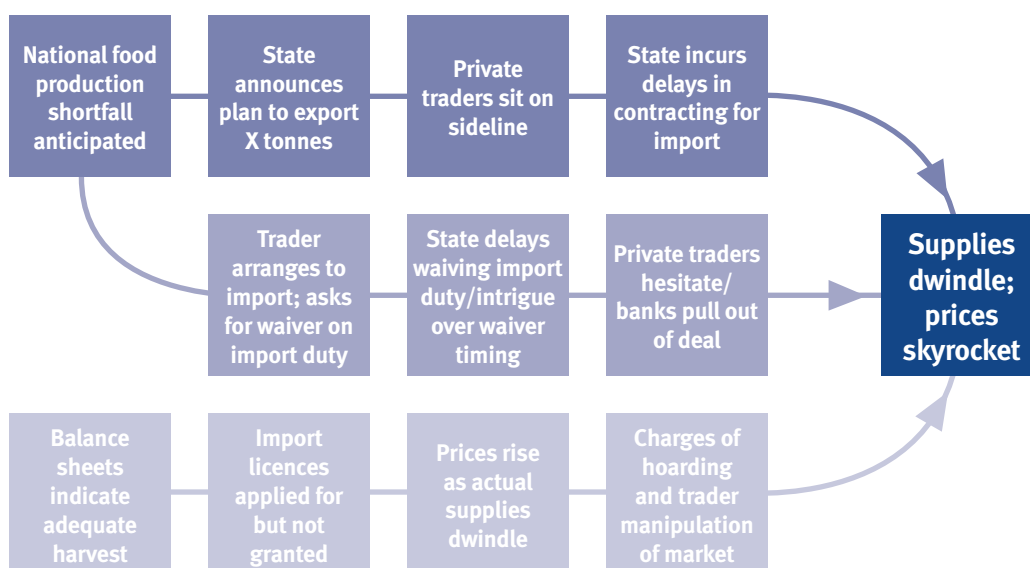 National food
production
shortfall
anticipated
State
announces
plan to export
X tonnes
Private
traders sit on
sideline
State incurs
delays in
contracting for
import
Trader
arranges to
import; asks
for waiver on
import duty
State delays
waiving import
duty/intrigue
over waiver
timing
Private traders
hesitate/
banks pull out
of deal
Supplies
dwindle;
prices
skyrocket
Balance
sheets
indicate
adequate
harvest
Import
licences
applied for
but not
granted
Prices rise
as actual
supplies
dwindle
Charges of
hoarding
and trader
manipulation
of market